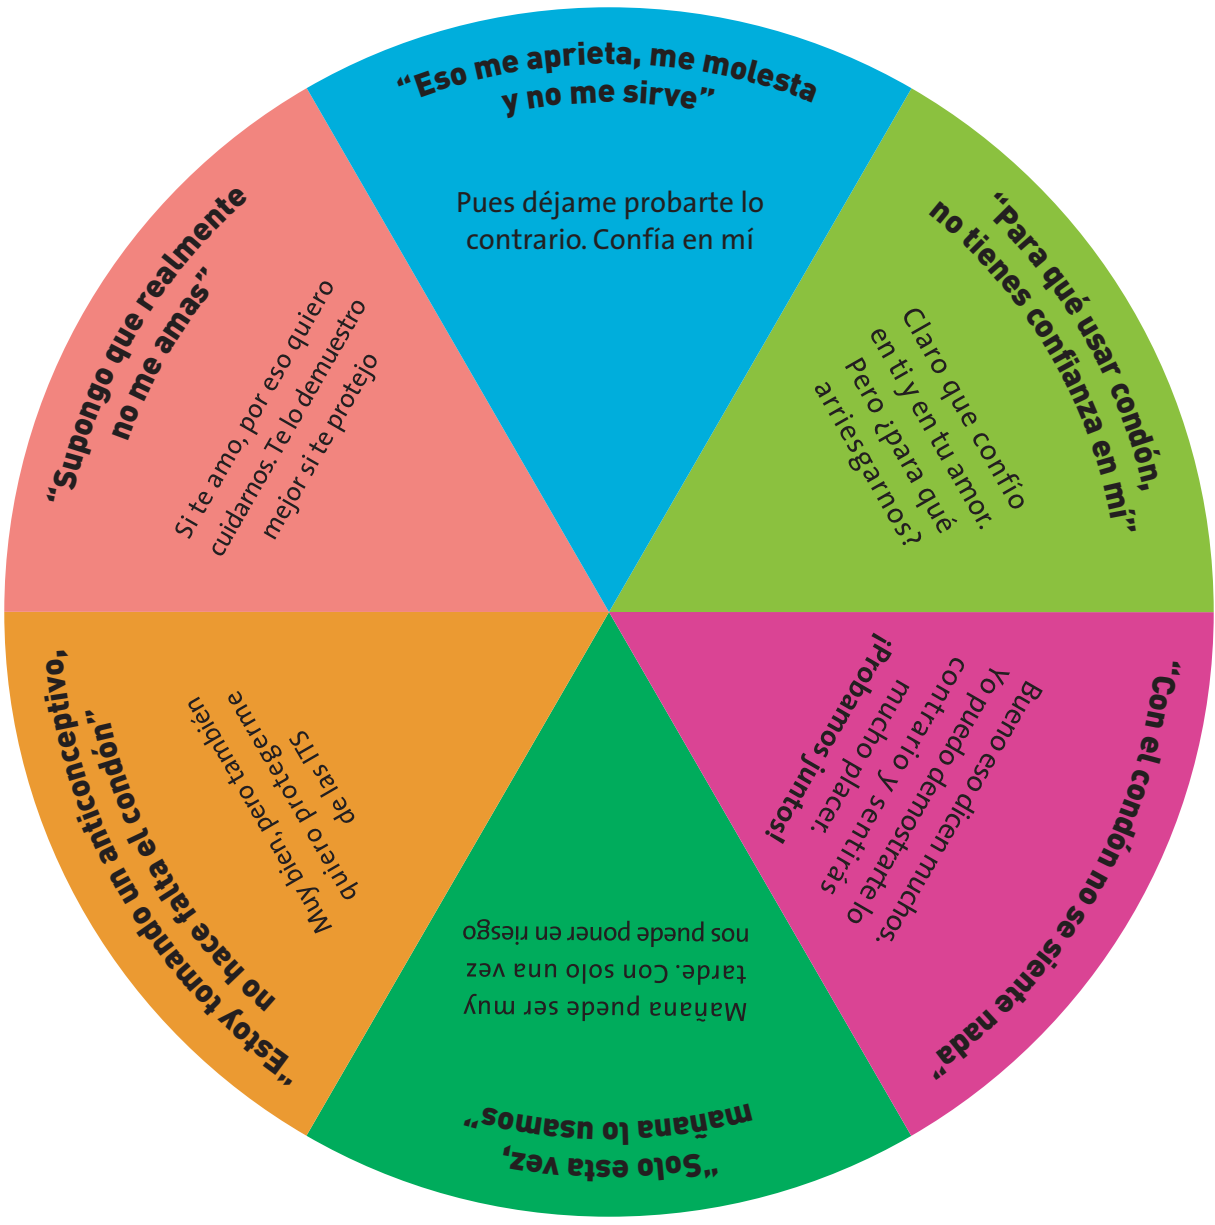 “Eso me aprieta, me molesta
y no me sirve”
Pues déjame probarte lo
contrario. Confía en mí
“Para qué usar condón,
no tienes confianza en mí”
Claro que confío
en ti y en tu amor.
Pero ¿para qué
arriesgarnos?
“Con el condón no se siente nada”
Bueno eso dicen muchos.
Yo puedo demostrarte lo
contrario y sentirás
mucho placer.
¡Probamos juntos!
“Solo esta vez,
mañana lo usamos”
Mañana puede ser muy
tarde. Con solo una vez
nos puede poner en riesgo
“Estoy tomando un anticonceptivo,
no hace falta el condón”
Muy bien, pero también
quiero protegerme
de las ITS
“Supongo que realmente
no me amas”
Si te amo, por eso quiero
cuidarnos. Te lo demuestro
mejor si te protejo